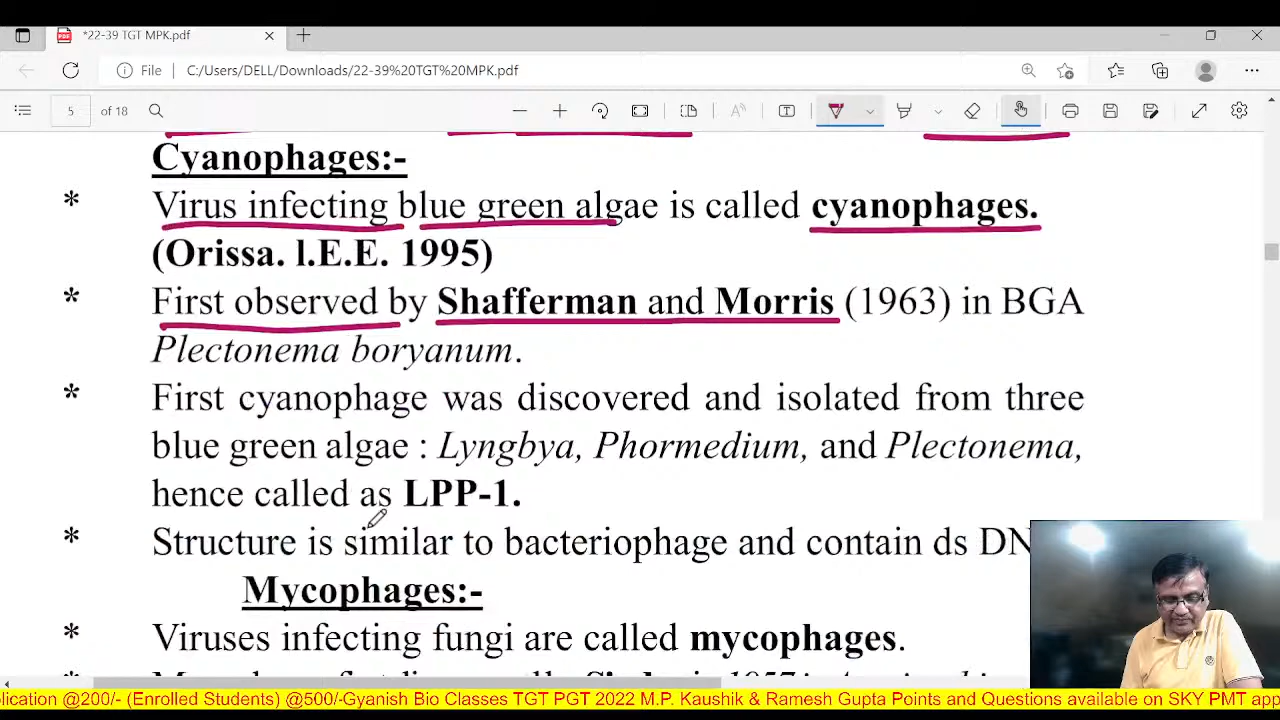 *22-39 TGT MPK.pdf
File
C:/Users/DELL/Downloads/22-39%20TGT%20MPK.pdf
5 of 18
Cyanophages:-
* Virus infecting blue green algae is called cyanophages.
(Orissa. l.E.E. 1995)
* First observed by Shafferman and Morris (1963) in BGA
Plectonema boryanum.
* First cyanophage was discovered and isolated from three
blue green algae : Lyngbya, Phormedium, and Plectonema,
hence called as LPP-1.
* Structure is similar to bacteriophage and contain ds DN
Mycophages:-
* Viruses infecting fungi are called mycophages.
lication @200/- (Enrolled Students) @500/-Gyanish Bio Classes TGT PGT 2022 M.P. Kaushik & Ramesh Gupta Points and Questions available on SKY PMT app